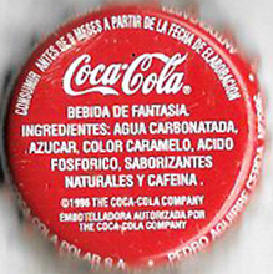 CONSUMIR ANTES DE 6 MESES A PARTIR DE LA FECHA DE ELABORACION
Coca-Cola®
BEBIDA DE FANTASIA.
INGREDIENTES: AGUA CARBONATADA,
AZUCAR, COLOR CARAMELO, ACIDO
FOSFORICO, SABORIZANTES
NATURALES Y CAFEINA.
©1996 THE COCA-COLA COMPANY
EMBOTELLADORA AUTORIZADA POR
THE COCA-COLA COMPANY
POLAR S.A. PEDRO AGUIRRE CERDA